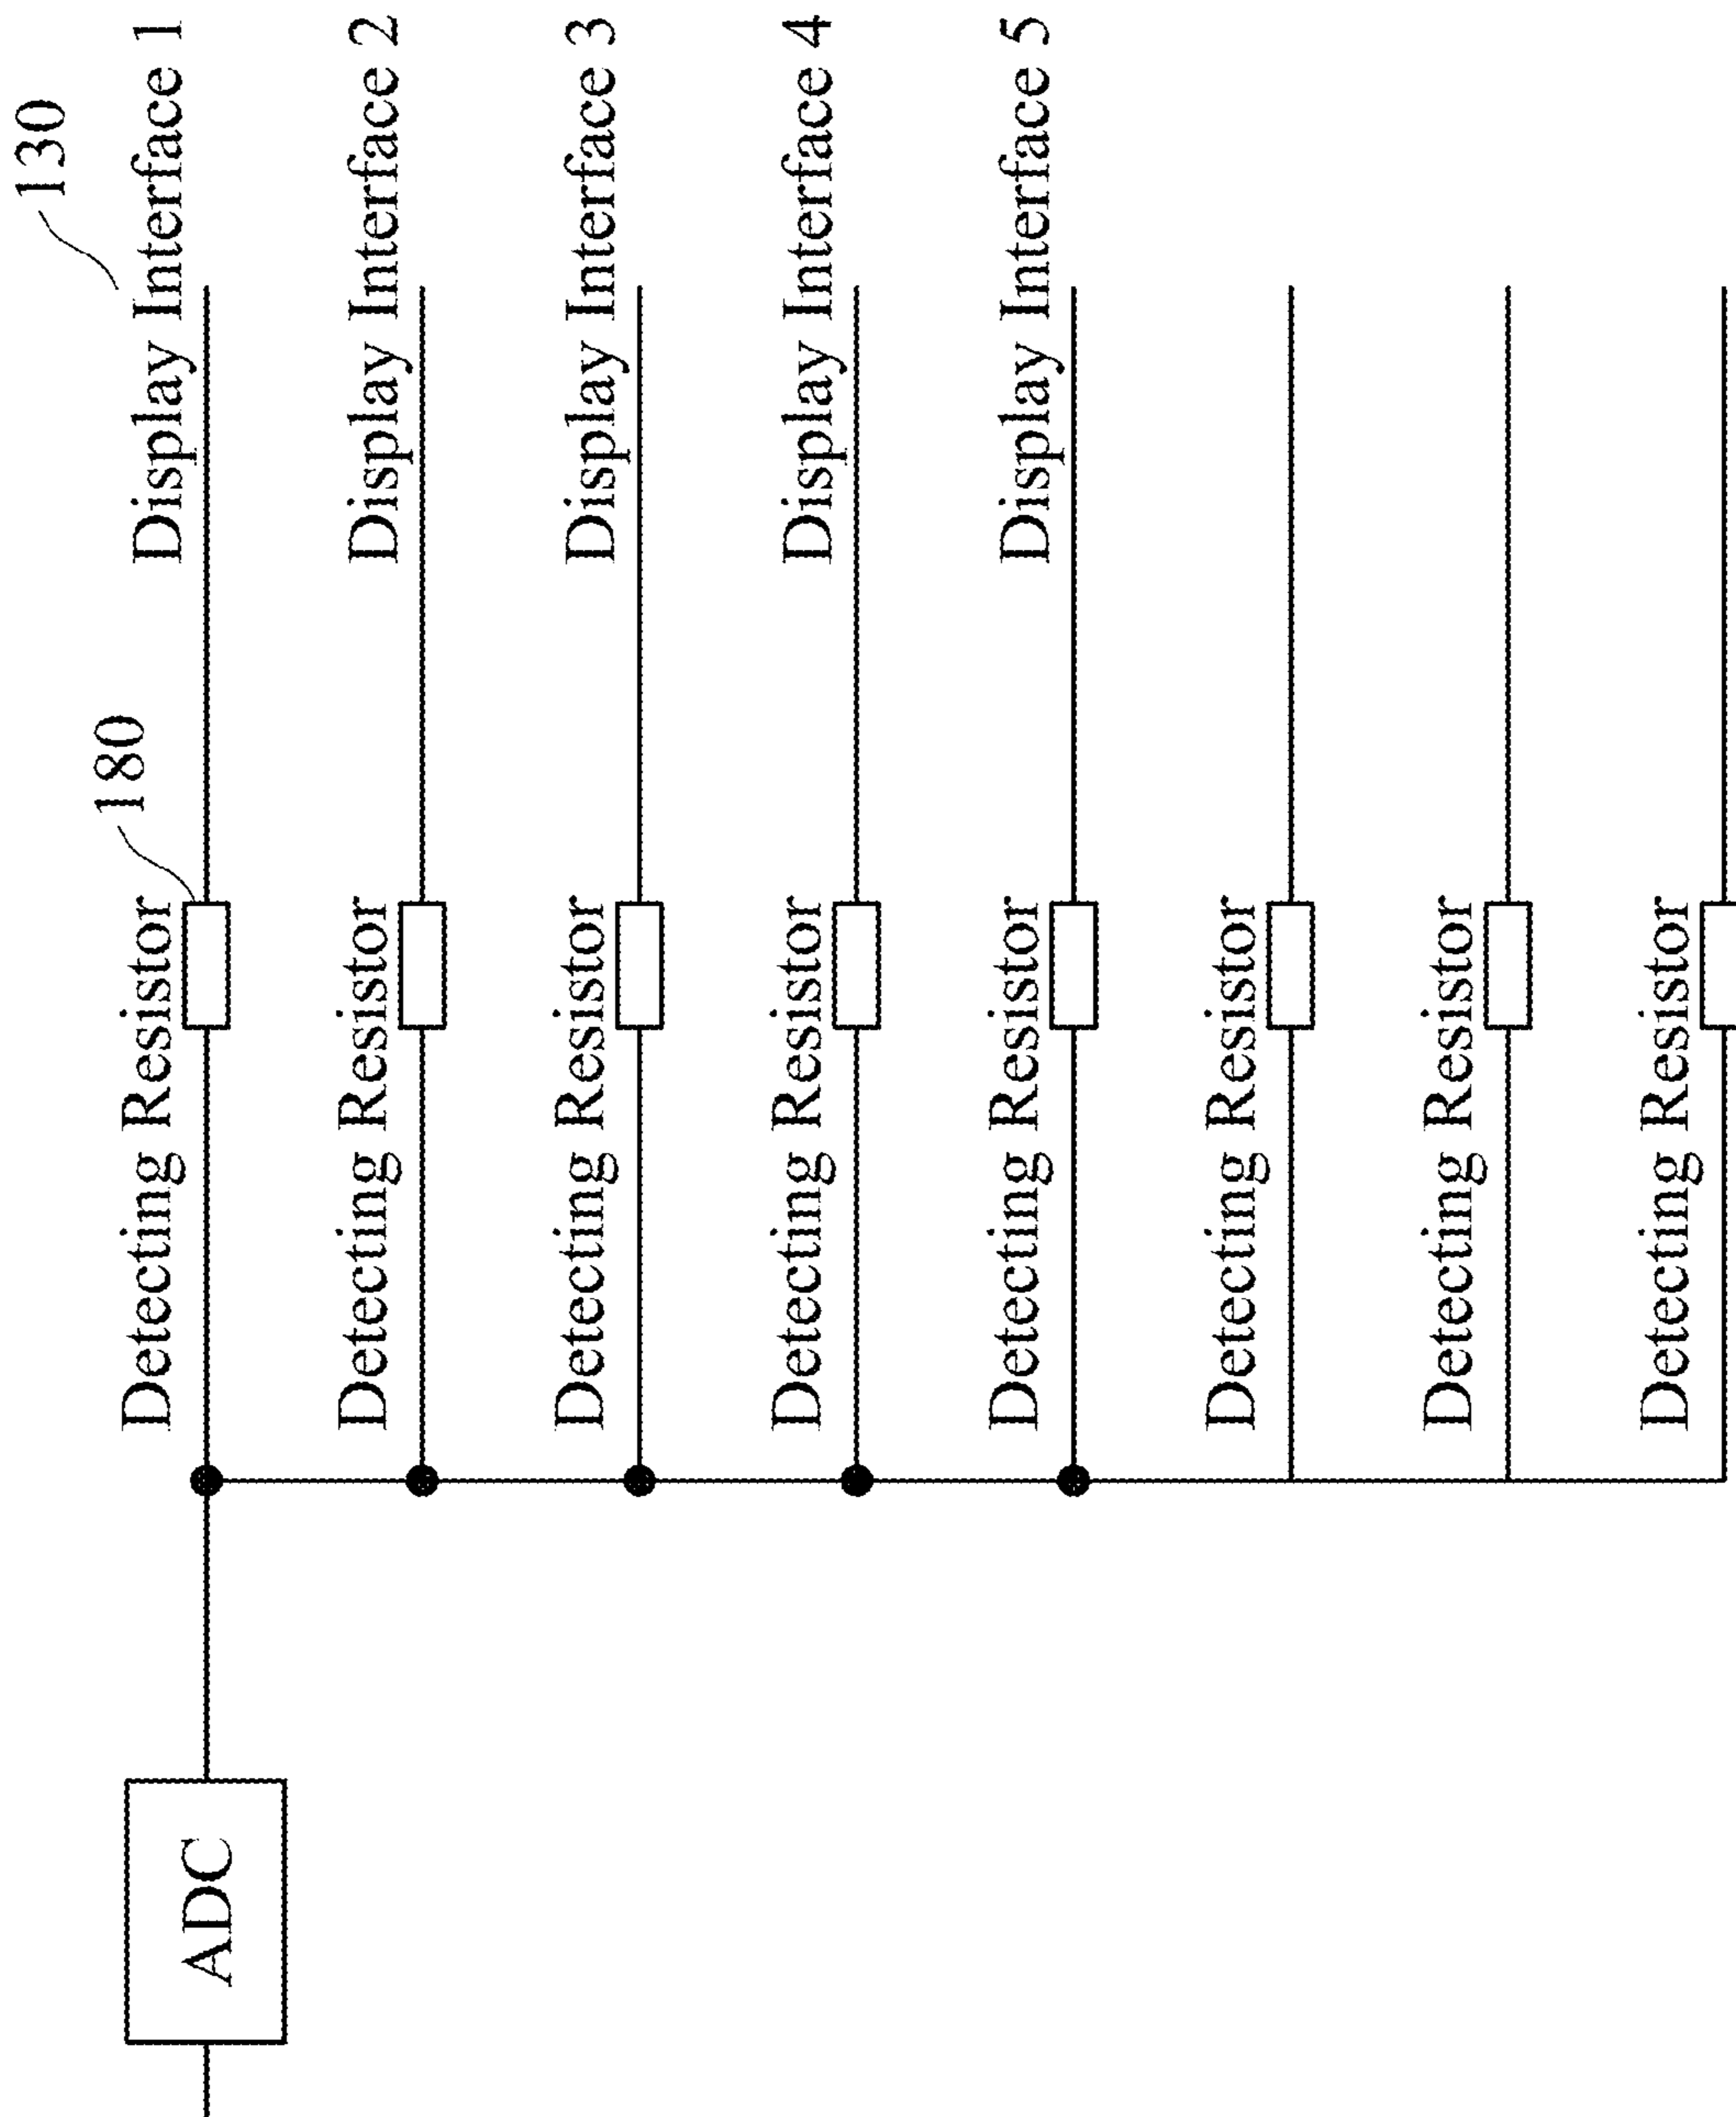 130
180
Detecting Resistor
Display Interface 1
Detecting Resistor
Display Interface 2
Detecting Resistor
Display Interface 3
Detecting Resistor
Display Interface 4
Detecting Resistor
Display Interface 5
Detecting Resistor
Detecting Resistor
Detecting Resistor
ADC